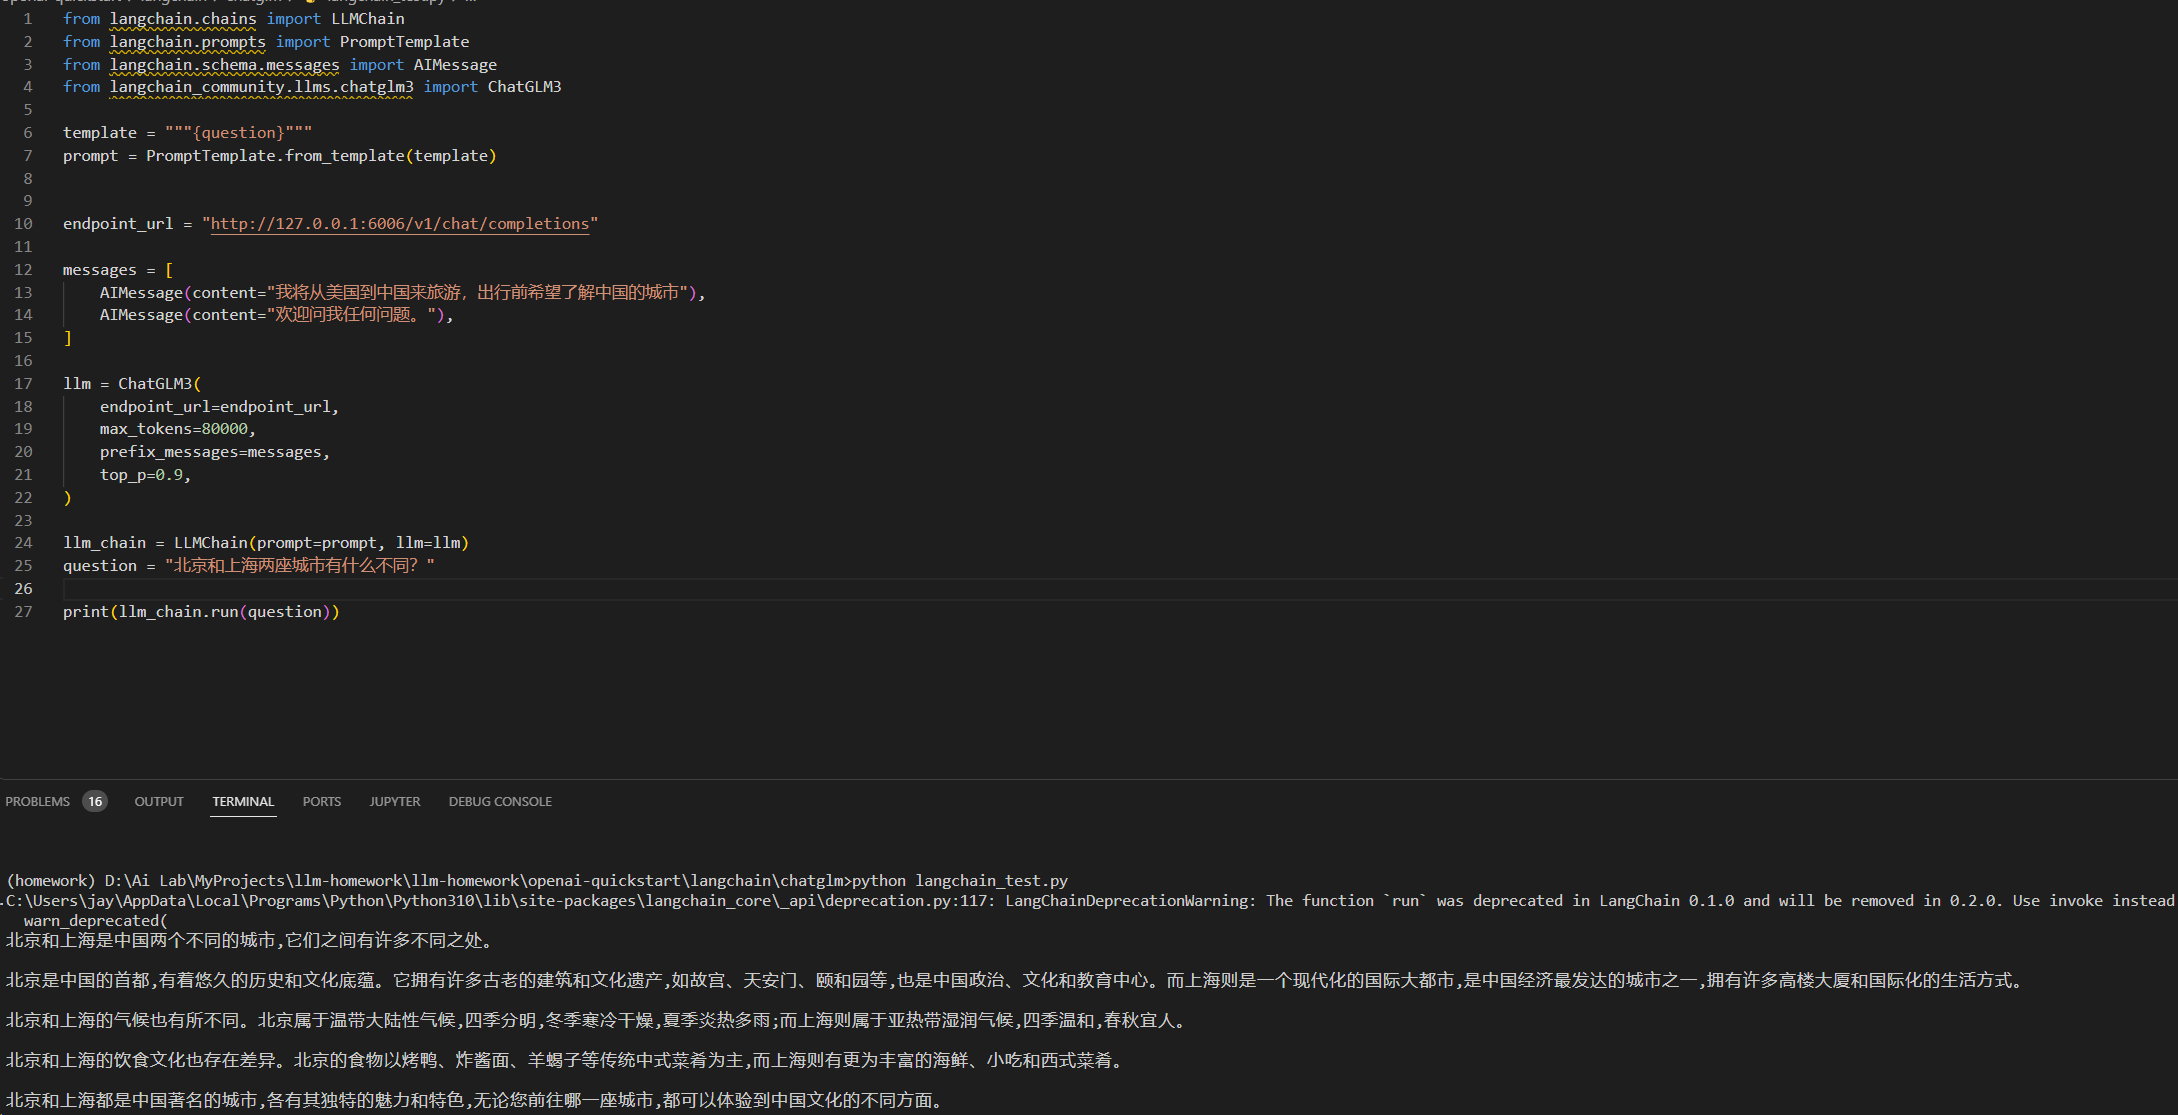 1 from langchain.chains import LLMChain
2 from langchain.prompts import PromptTemplate
3 from langchain.schema.messages import AIMessage
4 from langchain_community.llms.chatglm3 import ChatGLM3
5
6 template = """{question}"""
7 prompt = PromptTemplate.from_template(template)
8
9
10 endpoint_url = "http://127.0.0.1:6006/v1/chat/completions"
11
12 messages = [
13     AIMessage(content="我将从美国到中国来旅游，出行前希望了解中国的城市"),
14     AIMessage(content="欢迎问我任何问题。"),
15 ]
16
17 llm = ChatGLM3(
18     endpoint_url=endpoint_url,
19     max_tokens=80000,
20     prefix_messages=messages,
21     top_p=0.9,
22 )
23
24 llm_chain = LLMChain(prompt=prompt, llm=llm)
25 question = "北京和上海两座城市有什么不同？"
26
27 print(llm_chain.run(question))
PROBLEMS 16 OUTPUT TERMINAL PORTS JUPYTER DEBUG CONSOLE
(homework) D:\Ai Lab\MyProjects\llm-homework\llm-homework\openai-quickstart\langchain\chatglm>python langchain_test.py
C:\Users\jay\AppData\Local\Programs\Python\Python310\lib\site-packages\langchain_core\_api\deprecation.py:117: LangChainDeprecationWarning: The function `run` was deprecated in LangChain 0.1.0 and will be removed in 0.2.0. Use invoke instead
  warn_deprecated(
北京和上海是中国两个不同的城市,它们之间有许多不同之处。
北京是中国的首都,有着悠久的历史和文化底蕴。它拥有许多古老的建筑和文化遗产,如故宫、天安门、颐和园等,也是中国政治、文化和教育中心。而上海则是一个现代化的国际大都市,是中国经济最发达的城市之一,拥有许多高楼大厦和国际化的生活方式。
北京和上海的气候也有所不同。北京属于温带大陆性气候,四季分明,冬季寒冷干燥,夏季炎热多雨;而上海则属于亚热带湿润气候,四季温和,春秋宜人。
北京和上海的饮食文化也存在差异。北京的食物以烤鸭、炸酱面、羊蝎子等传统中式菜肴为主,而上海则有更为丰富的海鲜、小吃和西式菜肴。
北京和上海都是中国著名的城市,各有其独特的魅力和特色,无论您前往哪一座城市,都可以体验到中国文化的不同方面。